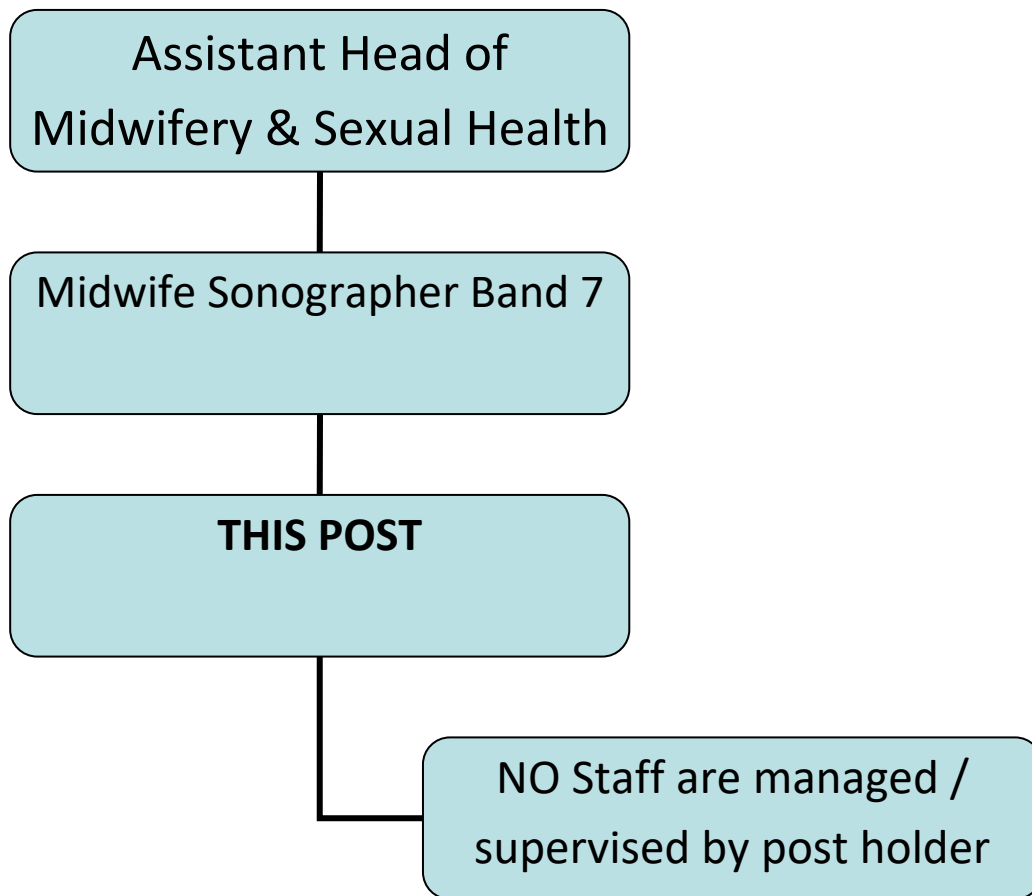 Assistant Head of
Midwifery & Sexual Health
Midwife Sonographer Band 7
THIS POST
NO Staff are managed /
supervised by post holder